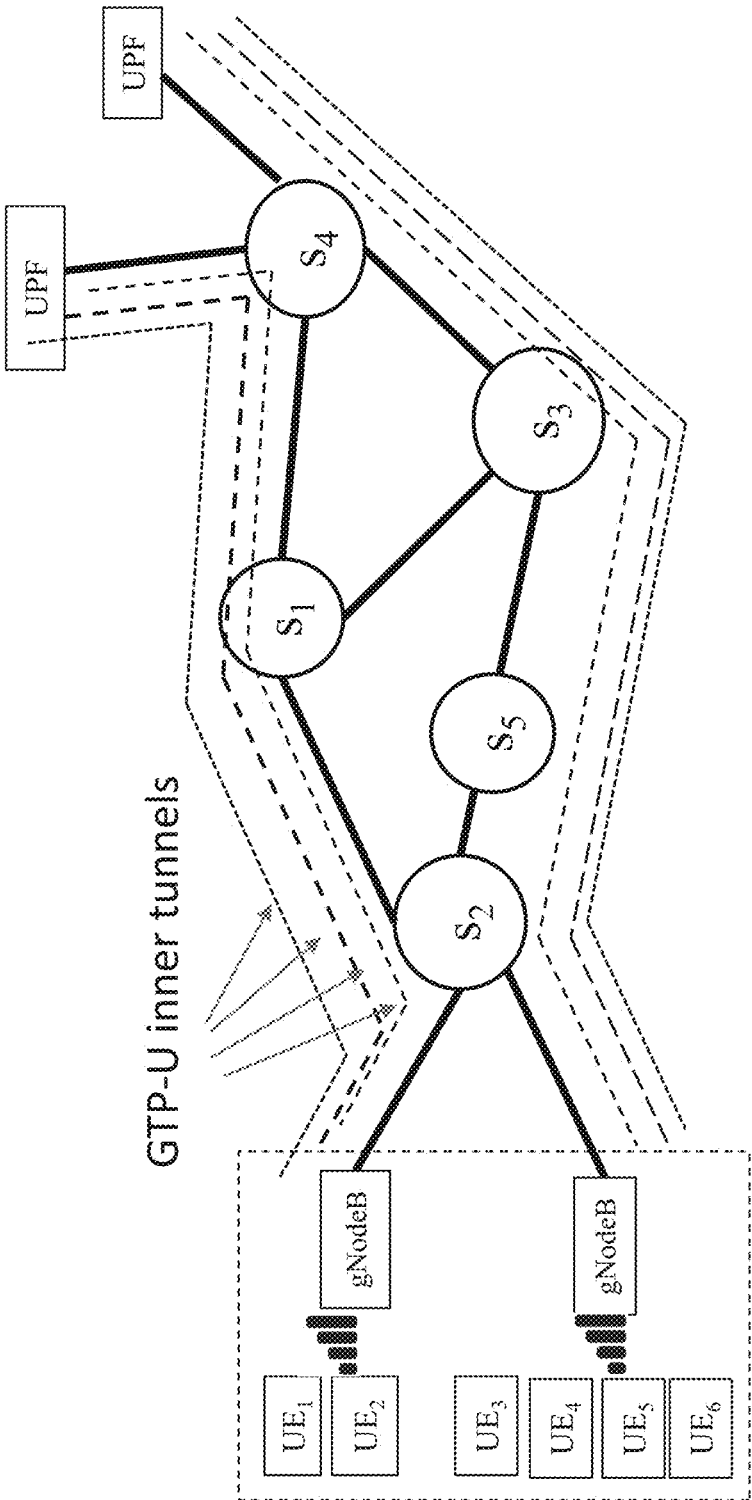 GTP-U inner tunnels
UPF
UPF
S4
S1
S3
S5
S2
gNodeB
gNodeB
UE1
UE2
UE3
UE4
UE5
UE6